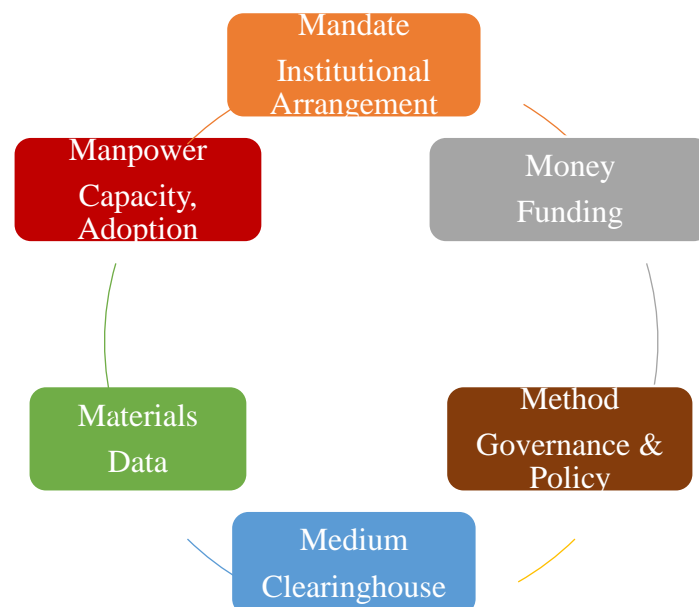 Mandate
Institutional
Arrangement
Manpower
Capacity,
Adoption
Money
Funding
Materials
Data
Method
Governance &
Policy
Medium
Clearinghouse